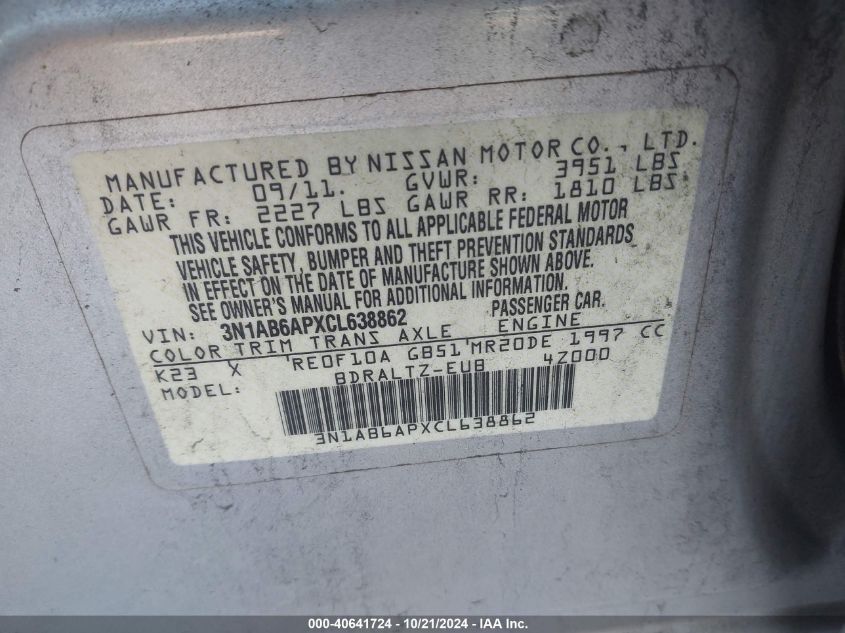 MANUFACTURED BY NISSAN MOTOR CO., LTD.
DATE: 09/11. GVWR: 3951 LBS
GAWR FR: 2227 LBS GAWR RR: 1810 LBS
THIS VEHICLE CONFORMS TO ALL APPLICABLE FEDERAL MOTOR
VEHICLE SAFETY, BUMPER AND THEFT PREVENTION STANDARDS
IN EFFECT ON THE DATE OF MANUFACTURE SHOWN ABOVE.
SEE OWNER'S MANUAL FOR ADDITIONAL INFORMATION.
VIN: 3N1AB6APXCL638862 PASSENGER CAR.
COLOR TRIM TRANS AXLE ENGINE
K23 X RE0F10A GB51 MR20DE 1997 CC
MODEL: BDRALTZ-EUB 4Z000
3N1AB6APXCL638862
000-40641724 | 10/21/2024 - IAA Inc.